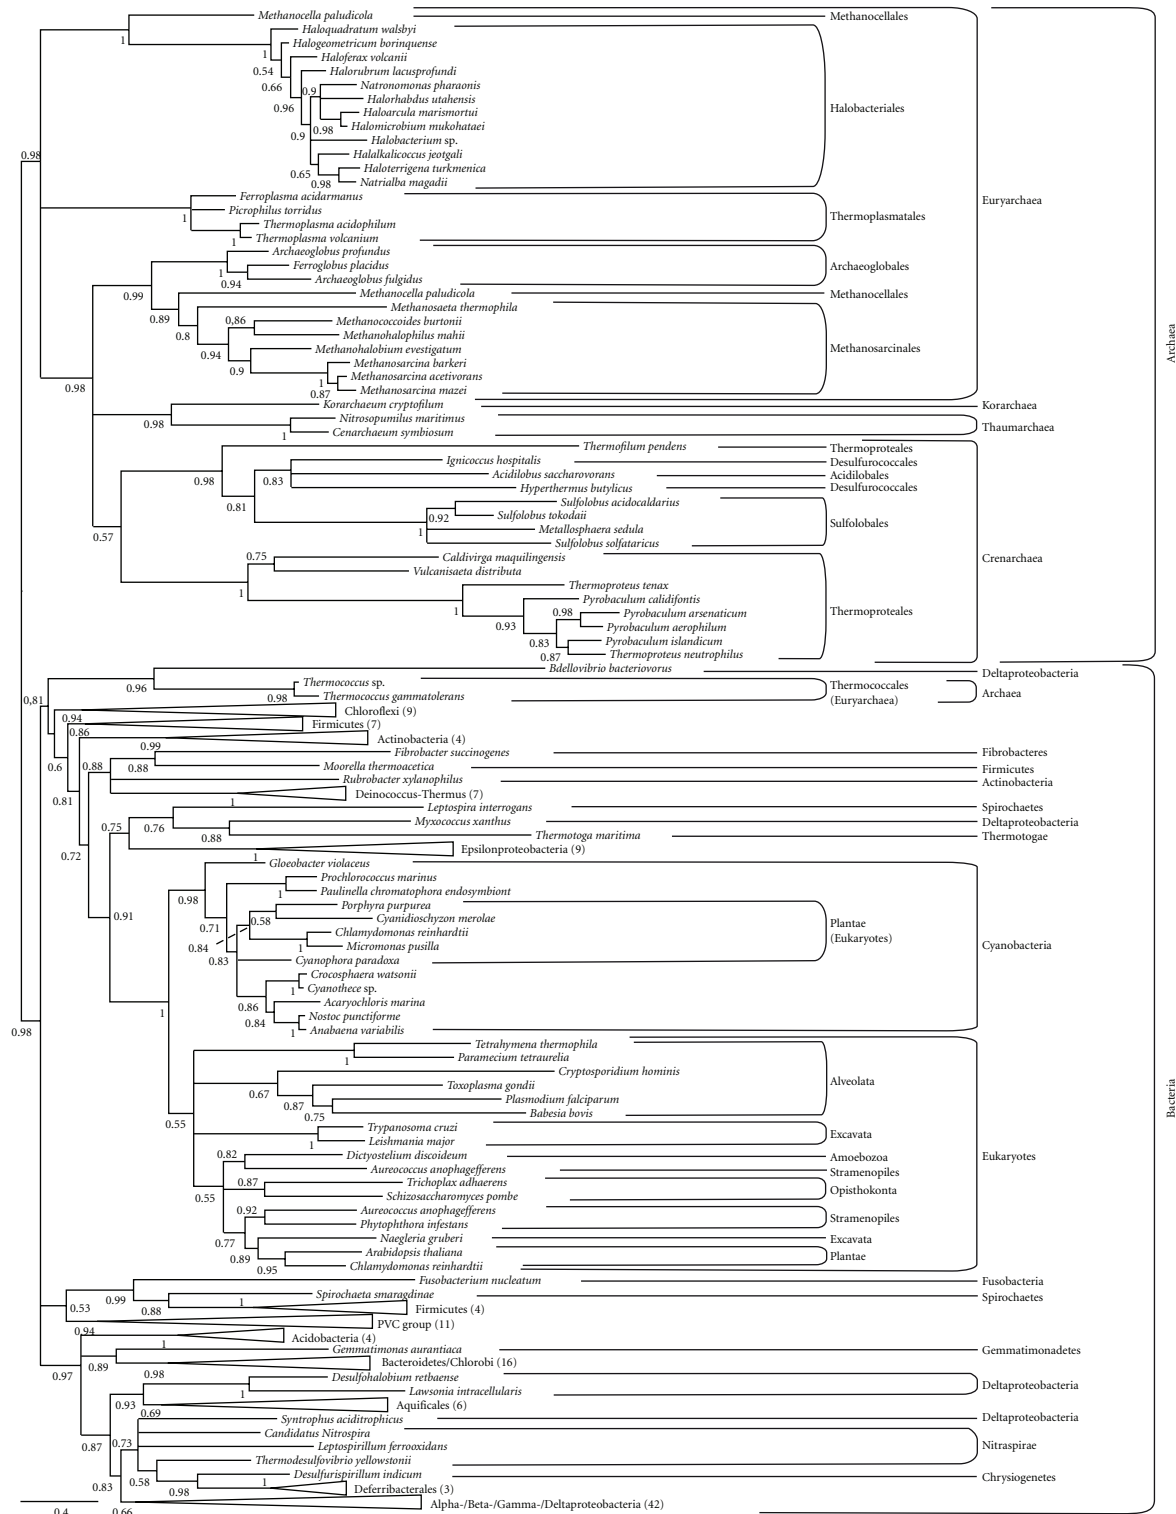 Methanocella paludicola
Methanocellales
1
Haloquadratum walsbyi
Halogeometricum borinquense
1
Haloferax volcanii
0.54
Halorubrum lacusprofundi
0.66
Natronomonas pharaonis
0.9
Halorhabdus utahensis
0.96
Haloarcula marismortui
Halobacteriales
Halomicrobium mukohataei
0.9
0.98
Halobacterium sp.
Halalkalicoccus jeotgali
0.98
Haloterrigena turkmenica
0.65
Natrialba magadii
0.98
Ferroplasma acidarmanus
Euryarchaea
Picrophilus torridus
1
Thermoplasmatales
Thermoplasma acidophilum
Thermoplasma volcanium
1
Archaeoglobus profundus
Ferroglobus placidus
Archaeoglobales
1
Archaeoglobus fulgidus
0.94
Methanocella paludicola
Methanocellales
0.99
Methanosaeta thermophila
0.89
Methanococcoides burtonii
0,86
Archaea
Methanohalophilus mahii
0.8
Methanohalobium evestigatum
Methanosarcinales
0.94
Methanosarcina barkeri
0.9
Methanosarcina acetivorans
1
0.98
Methanosarcina mazei
0.87
Korarchaeum cryptofilum
Korarchaea
Nitrosopumilus maritimus
0.98
Thaumarchaea
Cenarchaeum symbiosum
1
Thermofilum pendens
Thermoproteales
Ignicoccus hospitalis
Desulfurococcales
Acidilobus saccharovorans
Acidilobales
0.98
0.83
Hyperthermus butylicus
Desulfurococcales
Sulfolobus acidocaldarius
0.81
Sulfolobus tokodaii
0.92
Sulfolobales
Metallosphaera sedula
1
0.57
Sulfolobus solfataricus
Caldivirga maquilingensis
0.75
Crenarchaea
Vulcanisaeta distributa
Thermoproteus tenax
1
Pyrobaculum calidifontis
1
Pyrobaculum arsenaticum
0.98
Thermoproteales
Pyrobaculum aerophilum
0.93
Pyrobaculum islandicum
0.83
Thermoproteus neutrophilus
0.87
Bdellovibrio bacteriovorus
Deltaproteobacteria
Thermococcus sp.
Thermococcales
(Euryarchaea)
Archaea
0.96
Thermococcus gammatolerans
0.98
0,81
Chloroflexi (9)
0.94
Firmicutes (7)
0.86
Actinobacteria (4)
0.99
Fibrobacter succinogenes
Fibrobacteres
0.6
0.88
0.88
Moorella thermoacetica
Firmicutes
Rubrobacter xylanophilus
Actinobacteria
Deinococcus-Thermus (7)
0.81
1
Leptospira interrogans
Spirochaetes
Myxococcus xanthus
Deltaproteobacteria
0.75
0.76
Thermotoga maritima
Thermotogae
0.88
Epsilonproteobacteria (9)
0.72
1
Gloeobacter violaceus
Prochlorococcus marinus
Paulinella chromatophora endosymbiont
1
0.98
Porphyra purpurea
0.91
Cyanidioschyzon merolae
0.58
Plantae
(Eukaryotes)
0.71
Chlamydomonas reinhardtii
0.84
Micromonas pusilla
1
Cyanobacteria
0.83
Cyanophora paradoxa
Crocosphaera watsonii
Cyanothece sp.
1
Acaryochloris marina
0.86
Nostoc punctiforme
1
0.84
Anabaena variabilis
1
0.98
Tetrahymena thermophila
Paramecium tetraurelia
1
Cryptosporidium hominis
Alveolata
Toxoplasma gondii
0.67
Plasmodium falciparum
0.87
Babesia bovis
0.75
0.55
Bacteria
Trypanosoma cruzi
Excavata
Leishmania major
1
Dictyostelium discoideum
Amoebozoa
Eukaryotes
0.82
Aureococcus anophagefferens
Stramenopiles
Trichoplax adhaerens
0.87
Opisthokonta
Schizosaccharomyces pombe
0.55
Aureococcus anophagefferens
0.92
Stramenopiles
Phytophthora infestans
Naegleria gruberi
Excavata
0.77
Arabidopsis thaliana
Plantae
0.89
Chlamydomonas reinhardtii
0.95
Fusobacterium nucleatum
Fusobacteria
Spirochaeta smaragdinae
Spirochaetes
0.99
1
Firmicutes (4)
0.53
0.88
PVC group (11)
0.94
Acidobacteria (4)
1
Gemmatimonas aurantiaca
Gemmatimonadetes
Bacteroidetes/Chlorobi (16)
0.89
0.97
0.98
Desulfohalobium retbaense
Deltaproteobacteria
Lawsonia intracellularis
1
Aquificales (6)
0.93
0.69
Syntrophus aciditrophicus
Deltaproteobacteria
Candidatus Nitrospira
0.87
0.73
Leptospirillum ferrooxidans
Nitraspirae
Thermodesulfovibrio yellowstonii
Desulfurispirillum indicum
Chrysiogenetes
0.83
0.58
1
Deferribacterales (3)
0.98
Alpha-/Beta-/Gamma-/Deltaproteobacteria (42)
0.4
0.66